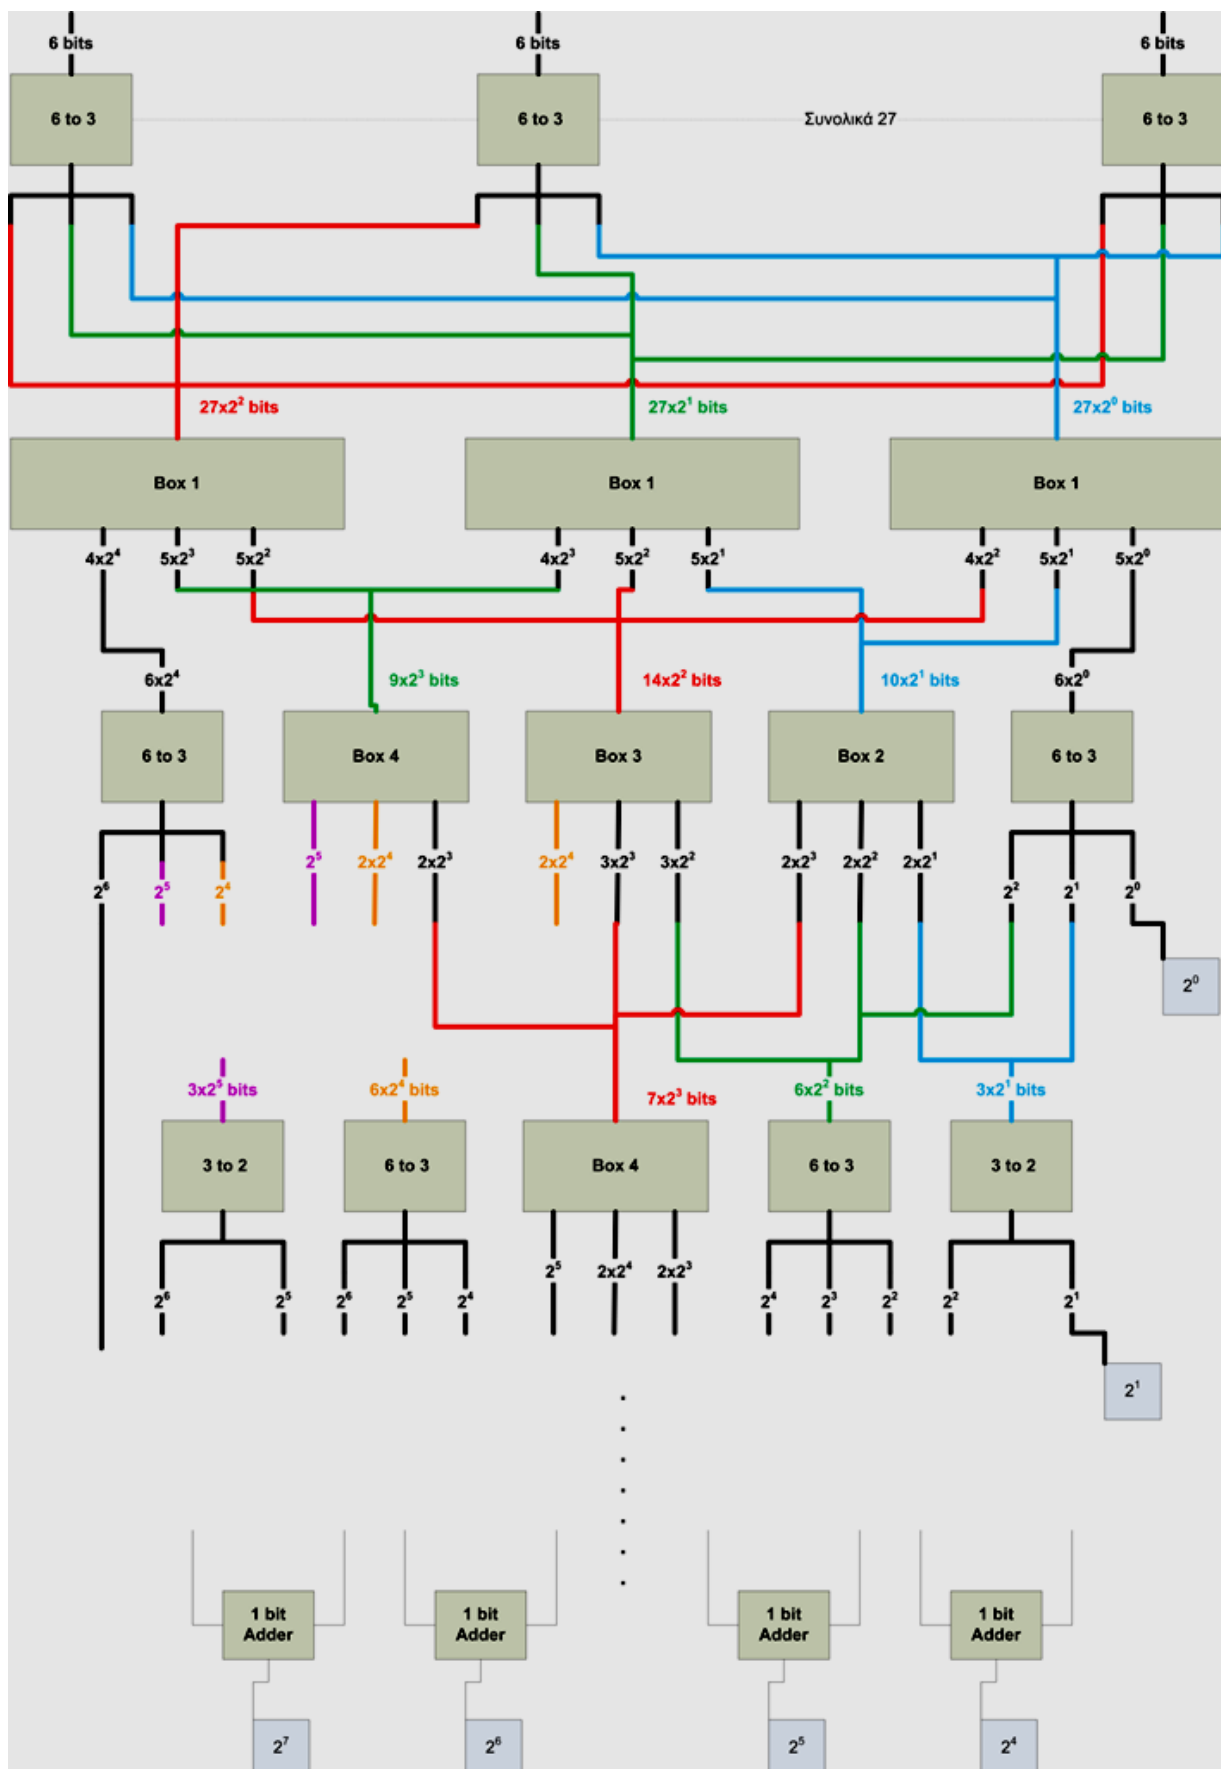 6 bits 6 bits 6 bits
6 to 3 6 to 3 Συνολικά 27 6 to 3
27x2² bits 27x2¹ bits 27x2⁰ bits
Box 1 Box 1 Box 1
4x2⁴ 5x2³ 5x2² 4x2³ 5x2² 5x2¹ 4x2² 5x2¹ 5x2⁰
6x2⁴ 9x2³ bits 14x2² bits 10x2¹ bits 6x2⁰
6 to 3 Box 4 Box 3 Box 2 6 to 3
2⁵ 2x2⁴ 2x2³ 2x2⁴ 3x2³ 3x2² 2x2³ 2x2² 2x2¹
2⁶ 2⁵ 2⁴ 2² 2¹ 2⁰
2⁰
3x2⁵ bits 6x2⁴ bits 7x2³ bits 6x2² bits 3x2¹ bits
3 to 2 6 to 3 Box 4 6 to 3 3 to 2
2⁵ 2x2⁴ 2x2³
2⁶ 2⁵ 2⁶ 2⁵ 2⁴ 2⁴ 2³ 2² 2² 2¹
2¹
1 bit 1 bit 1 bit 1 bit
Adder Adder Adder Adder
2⁷ 2⁶ 2⁵ 2⁴